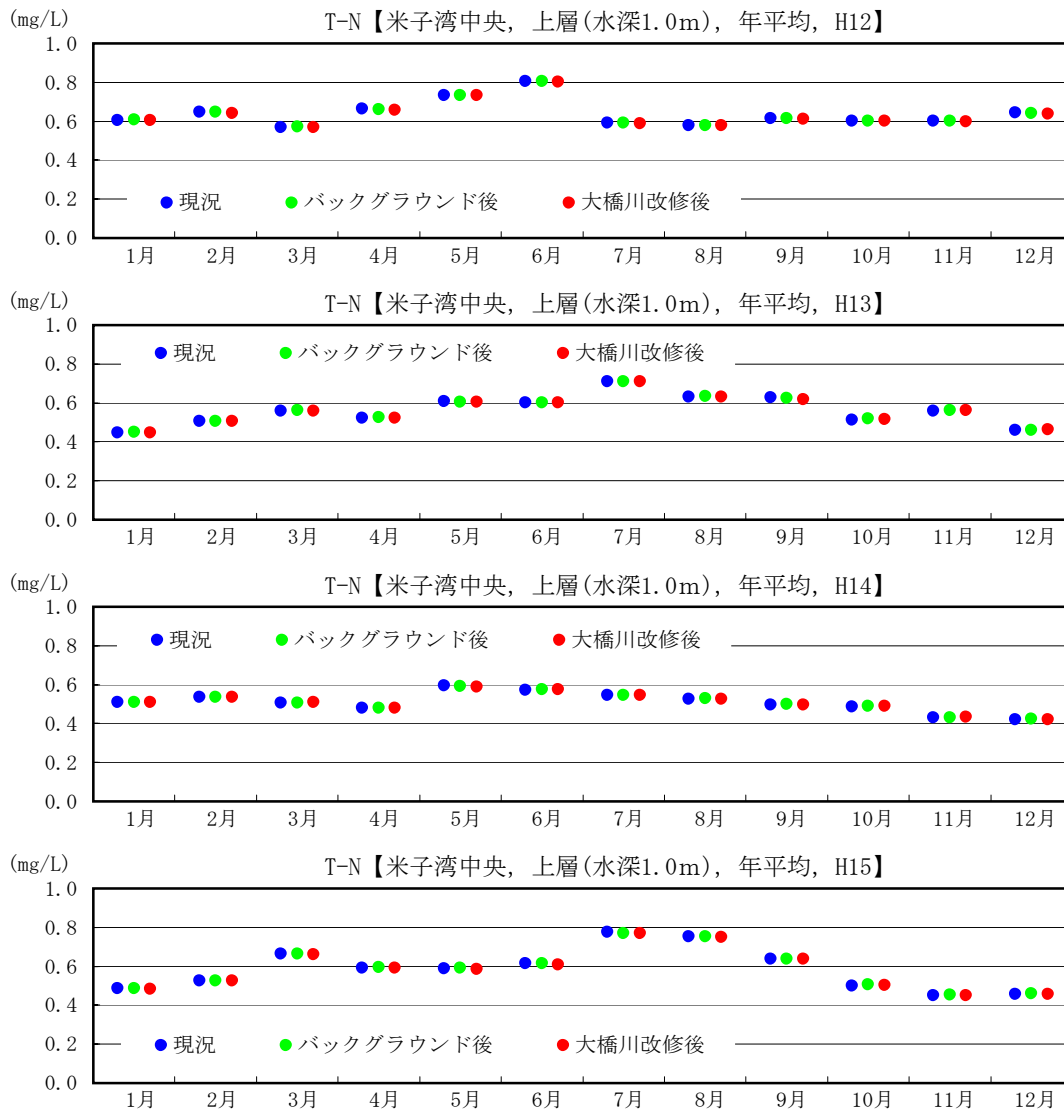 (mg/L) T-N【米子湾中央, 上層(水深1.0m), 年平均, H12】
1.0
0.8
0.6
0.4
0.2
0.0
現況 バックグラウンド後 大橋川改修後
1月 2月 3月 4月 5月 6月 7月 8月 9月 10月 11月 12月
(mg/L) T-N【米子湾中央, 上層(水深1.0m), 年平均, H13】
1.0
現況 バックグラウンド後 大橋川改修後
0.8
0.6
0.4
0.2
0.0
1月 2月 3月 4月 5月 6月 7月 8月 9月 10月 11月 12月
(mg/L) T-N【米子湾中央, 上層(水深1.0m), 年平均, H14】
1.0
0.8
現況 バックグラウンド後 大橋川改修後
0.6
0.4
0.2
0.0
1月 2月 3月 4月 5月 6月 7月 8月 9月 10月 11月 12月
(mg/L) T-N【米子湾中央, 上層(水深1.0m), 年平均, H15】
1.0
0.8
0.6
0.4
0.2
現況 バックグラウンド後 大橋川改修後
0.0
1月 2月 3月 4月 5月 6月 7月 8月 9月 10月 11月 12月